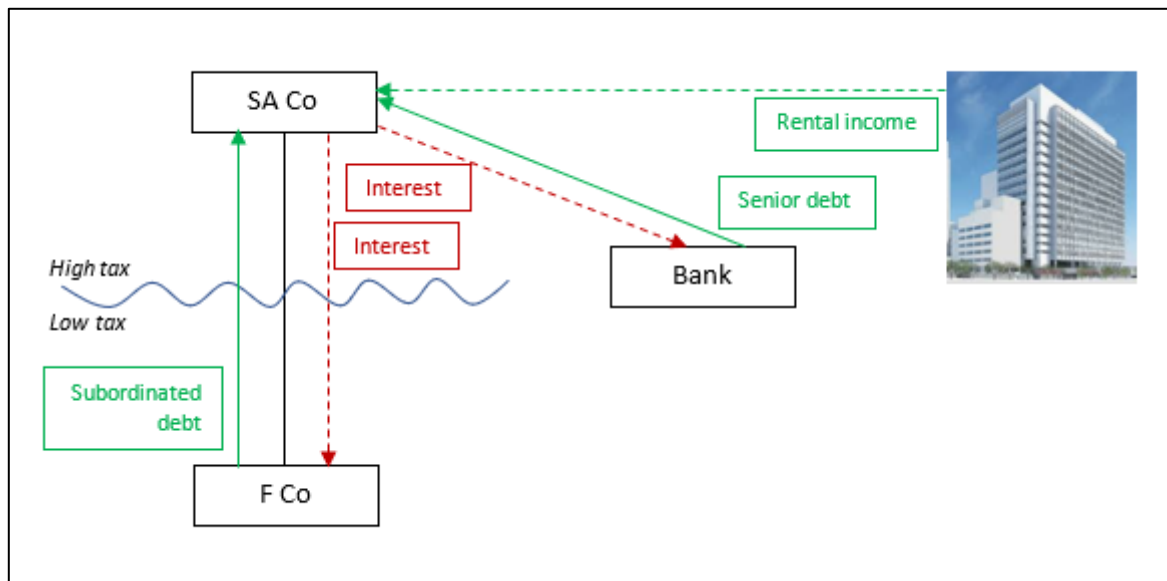 SA Co
Rental income
Interest
Senior debt
Interest
Bank
High tax
Low tax
Subordinated
debt
F Co